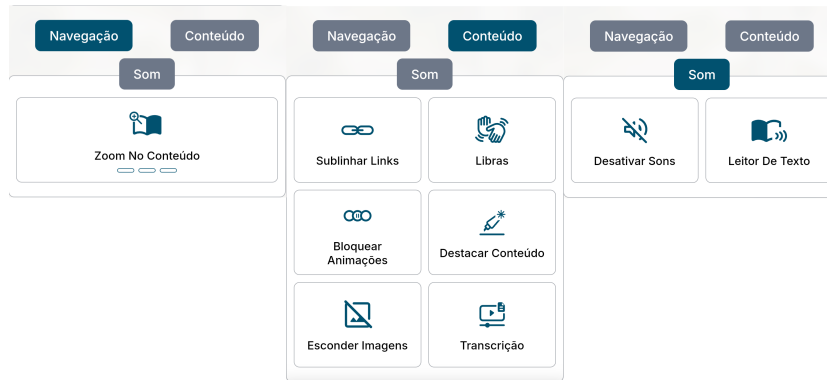 Navegação Conteúdo
Som
Zoom No Conteúdo
Navegação Conteúdo
Som
Sublinhar Links Libras
Bloquear
Animações
Destacar Conteúdo
Esconder Imagens Transcrição
Navegação Conteúdo
Som
Desativar Sons Leitor De Texto